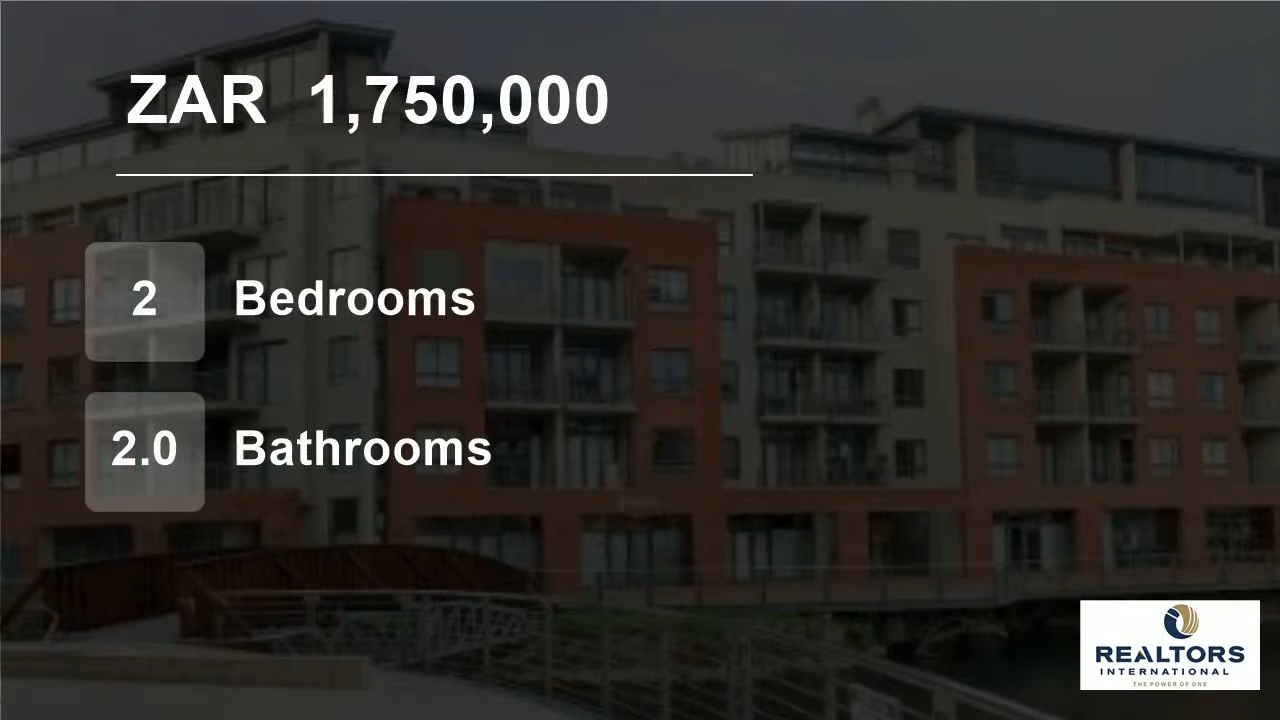 ZAR 1,750,000
2 Bedrooms
2.0 Bathrooms
REALTORS
INTERNATIONAL
THE POWER OF ONE